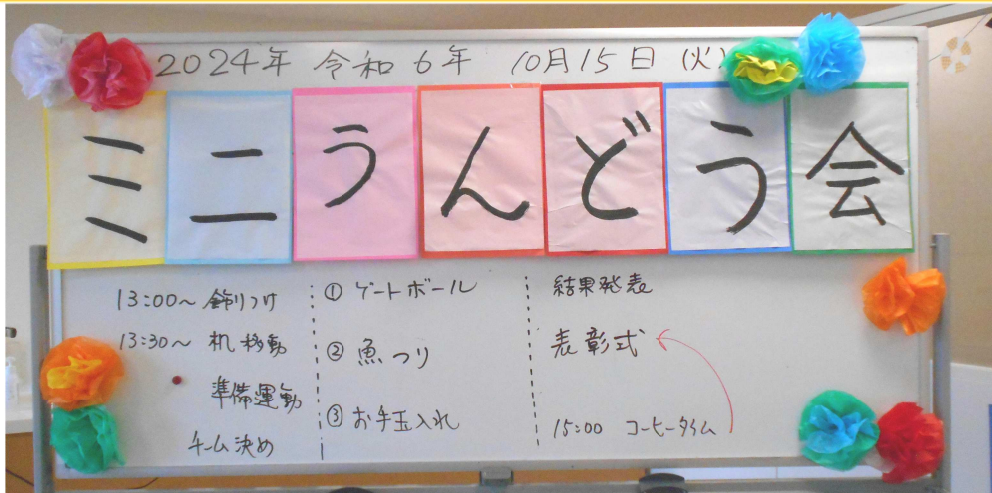 2024年 令和6年 10月15日(火)
ミニうんどう会
13:00～ 飾りつけ
13:30～ 机移動
準備運動
チーム決め
① ゲートボール
② 魚つり
③ お手玉入れ
結果発表
表彰式
15:00 コーヒータイム